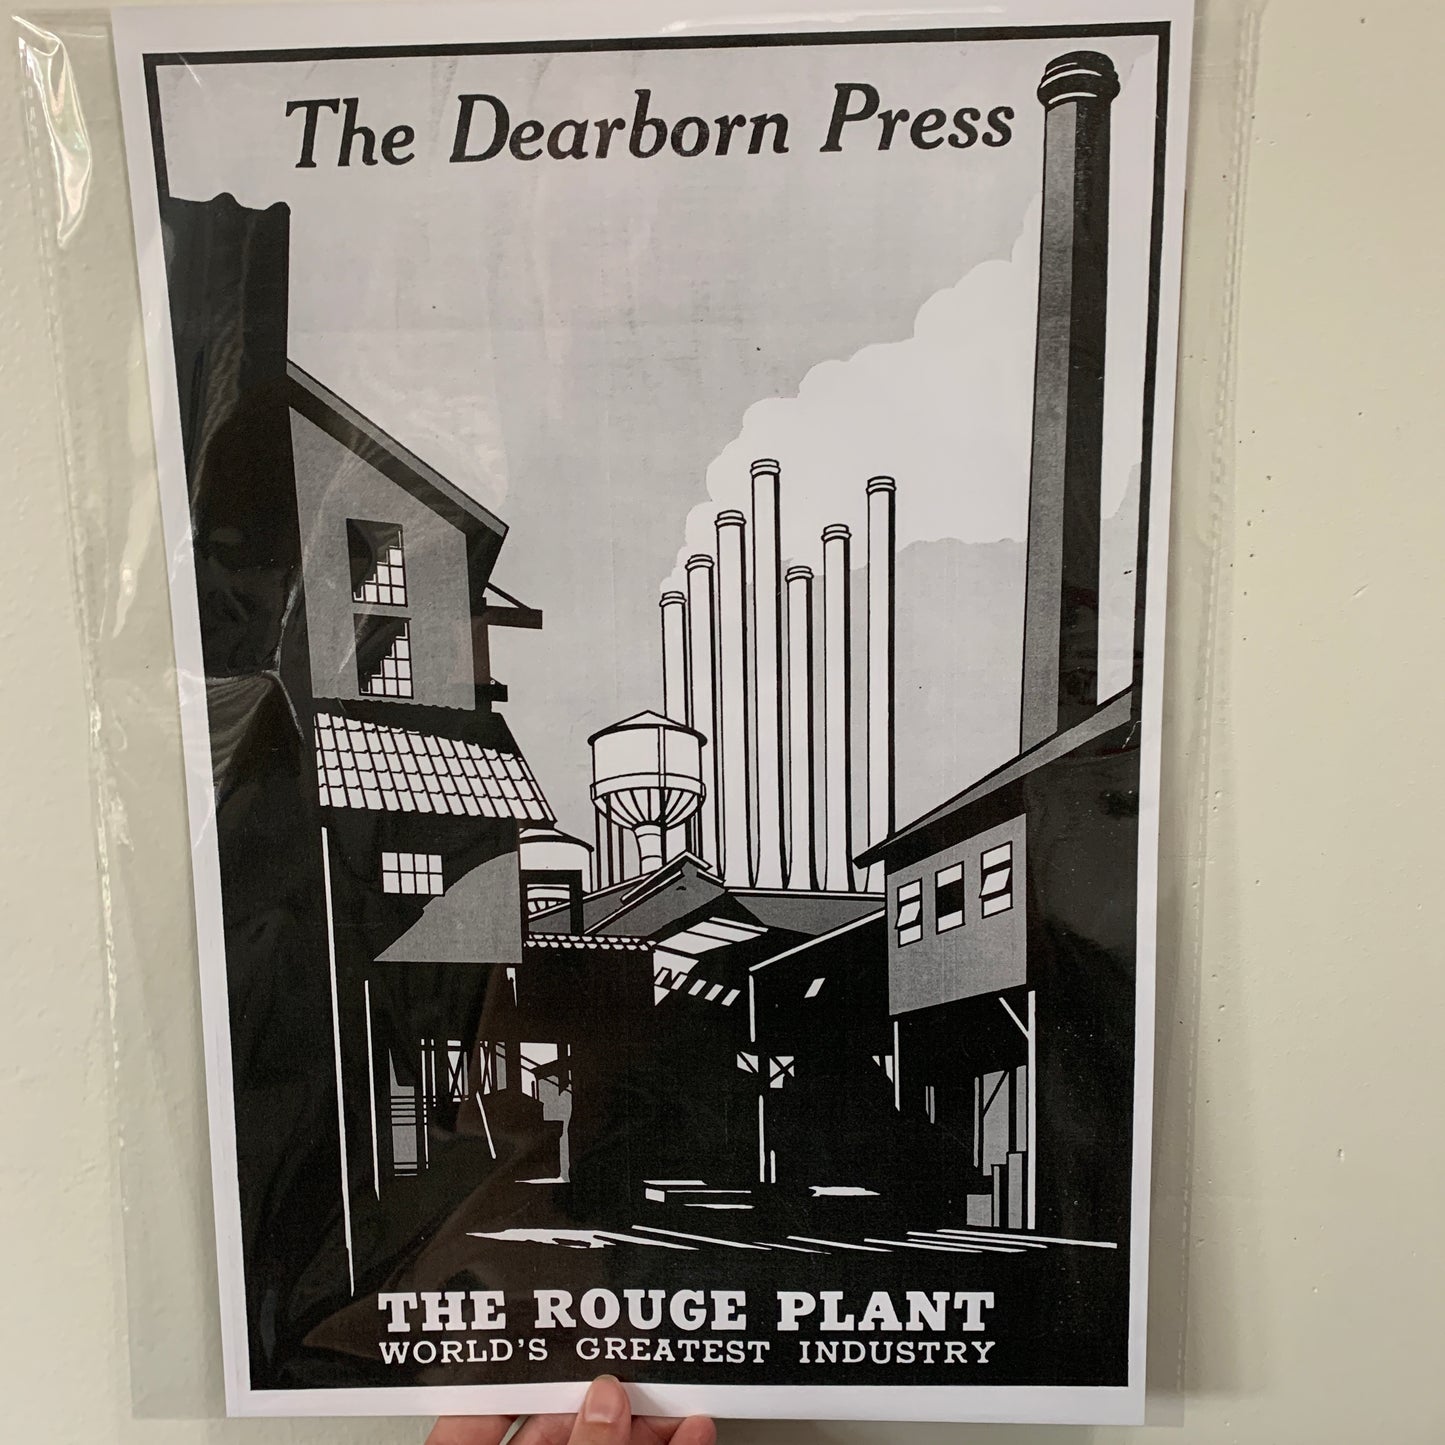 The Dearborn Press
THE ROUGE PLANT
WORLD'S GREATEST INDUSTRY